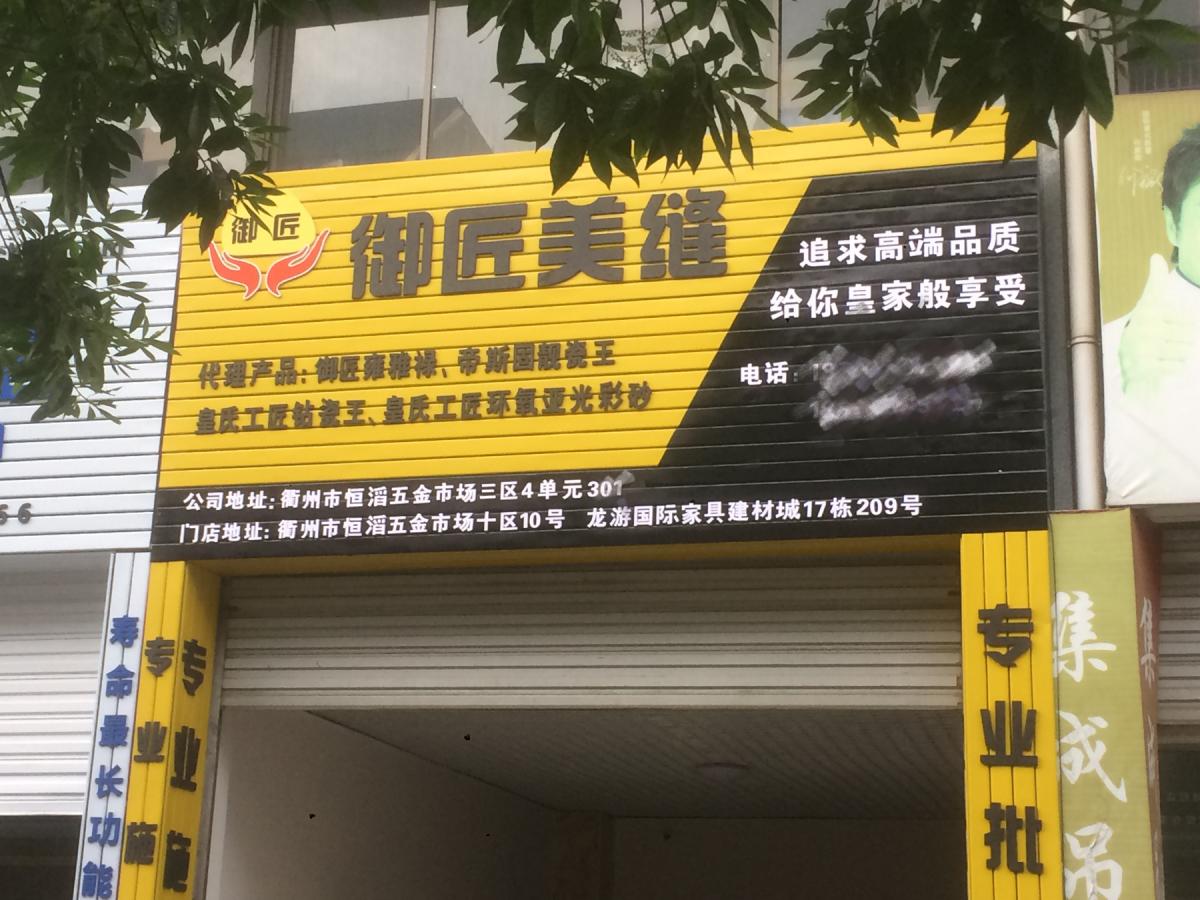 御匠
御匠美缝
追求高端品质
给你皇家般享受
代理产品：御匠雍雅禄、帝斯固靓瓷王
皇氏工匠钻瓷王、皇氏工匠环氧亚光彩砂
电话：
公司地址：衢州市恒滔五金市场三区4单元301
门店地址：衢州市恒滔五金市场十区10号 龙游国际家具建材城17栋209号
寿命最长功能
专业施
专业施
专业批
集成吊
集
66